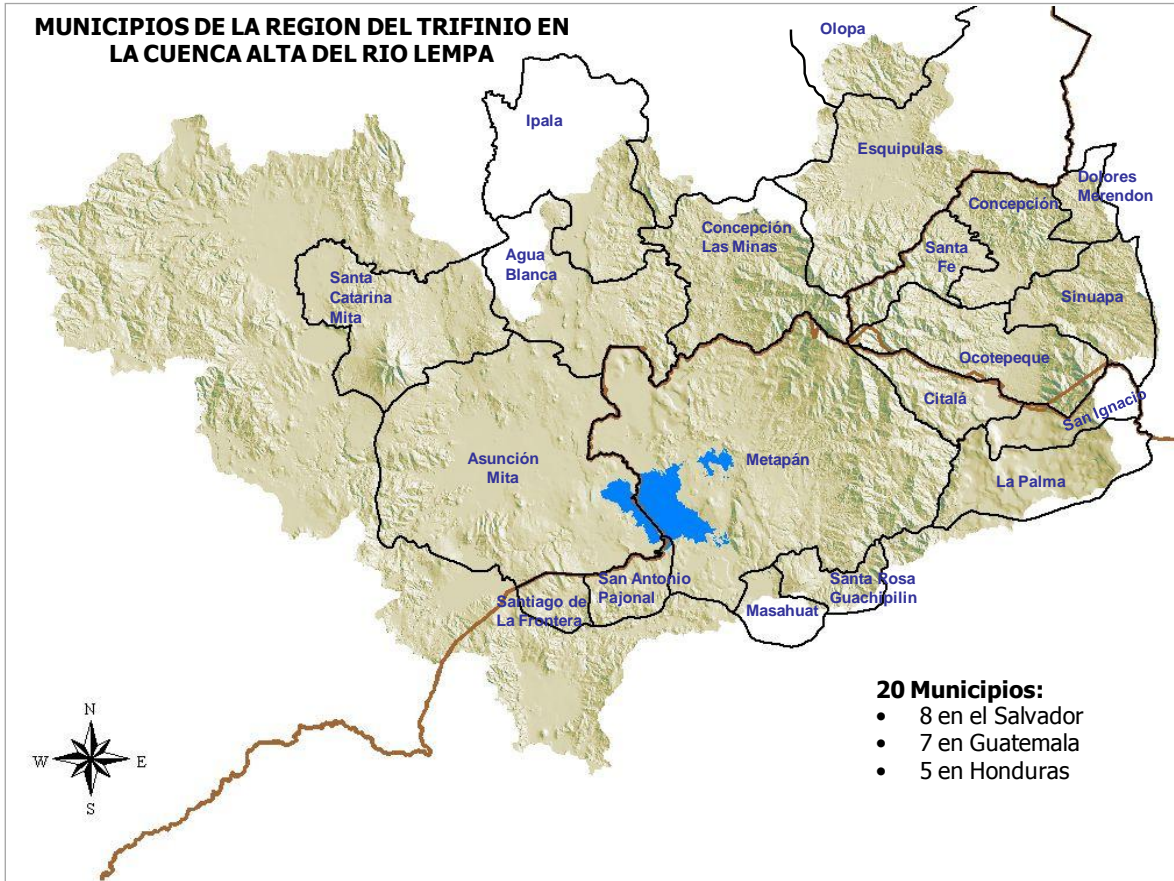 MUNICIPIOS DE LA REGION DEL TRIFINIO EN
LA CUENCA ALTA DEL RIO LEMPA
Olopa
Ipala
Esquipulas
Dolores
Merendon
Concepción
Concepción
Las Minas
Santa
Fe
Agua
Blanca
Santa
Catarina
Mita
Sinuapa
Ocotepeque
Citalá
San Ignacio
Asunción
Mita
Metapán
La Palma
San Antonio
Pajonal
Santa Rosa
Guachipilin
Santiago de
La Frontera
Masahuat
20 Municipios:
• 8 en el Salvador
• 7 en Guatemala
• 5 en Honduras
N
W E
S